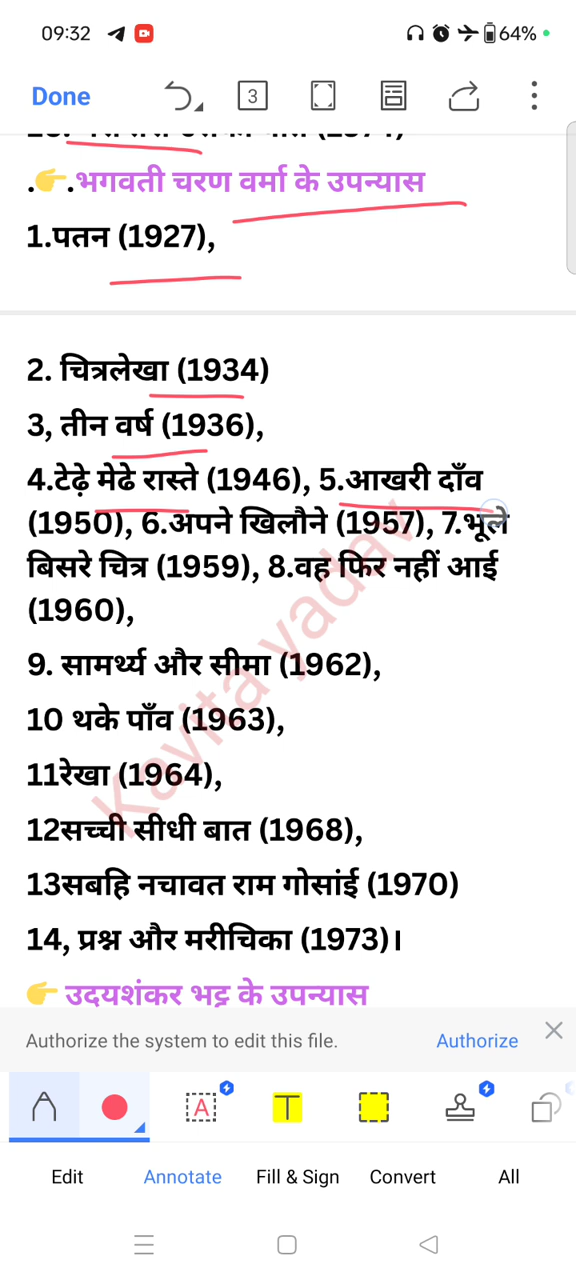 09:32
64%
Done
3
.👉.भगवती चरण वर्मा के उपन्यास
1.पतन (1927),
2. चित्रलेखा (1934)
3, तीन वर्ष (1936),
4.टेढ़े मेढे रास्ते (1946), 5.आखरी दाँव
(1950), 6.अपने खिलौने (1957), 7.भूले
बिसरे चित्र (1959), 8.वह फिर नहीं आई
(1960),
9. सामर्थ्य और सीमा (1962),
10 थके पाँव (1963),
11रेखा (1964),
12सच्ची सीधी बात (1968),
13सबहि नचावत राम गोसांई (1970)
14, प्रश्न और मरीचिका (1973)।
👉 उदयशंकर भट्ट के उपन्यास
Kavita yadav
Authorize the system to edit this file.
Authorize
Edit
Annotate
Fill & Sign
Convert
All